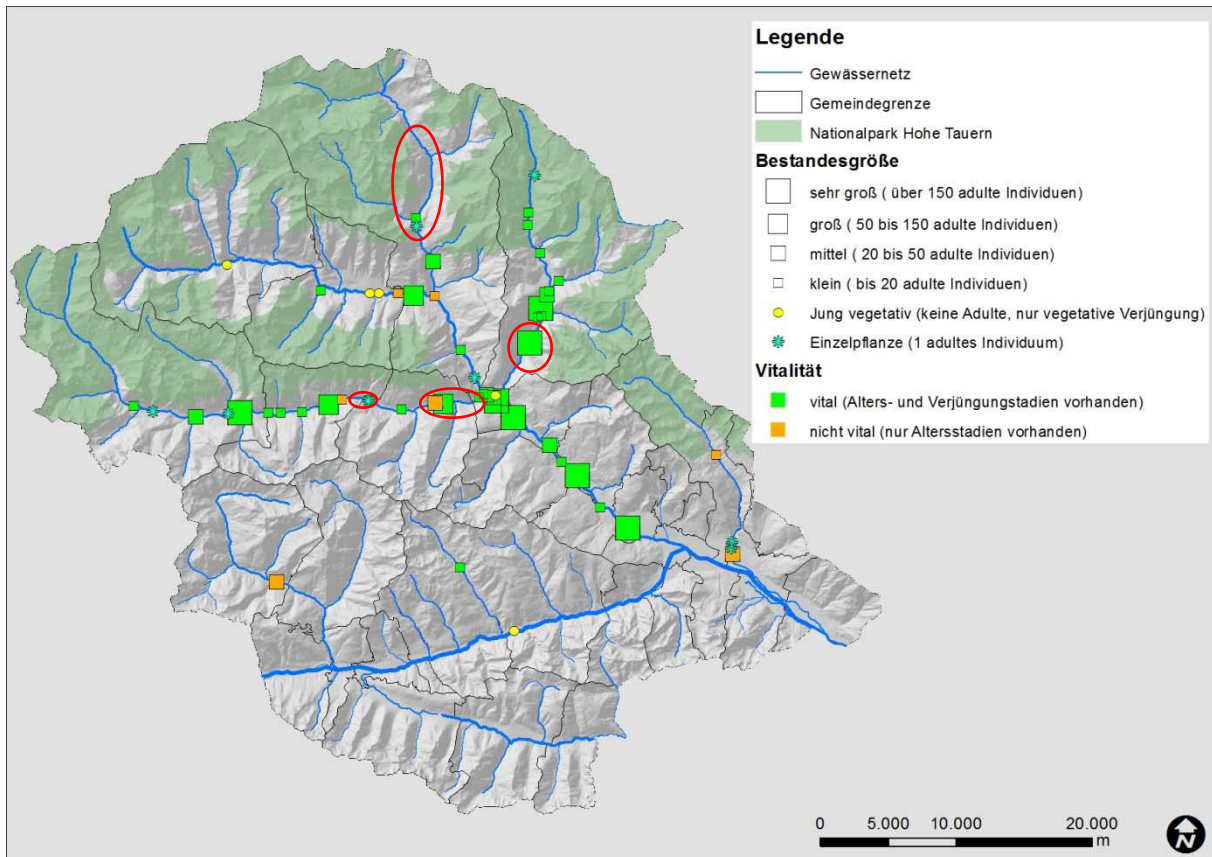 Legende
Gewässernetz
Gemeindegrenze
Nationalpark Hohe Tauern
Bestandesgröße
sehr groß ( über 150 adulte Individuen)
groß ( 50 bis 150 adulte Individuen)
mittel ( 20 bis 50 adulte Individuen)
klein ( bis 20 adulte Individuen)
Jung vegetativ (keine Adulte, nur vegetative Verjüngung)
Einzelpflanze (1 adultes Individuum)
Vitalität
vital (Alters- und Verjüngungstadien vorhanden)
nicht vital (nur Altersstadien vorhanden)
0 5.000 10.000 20.000
m
N